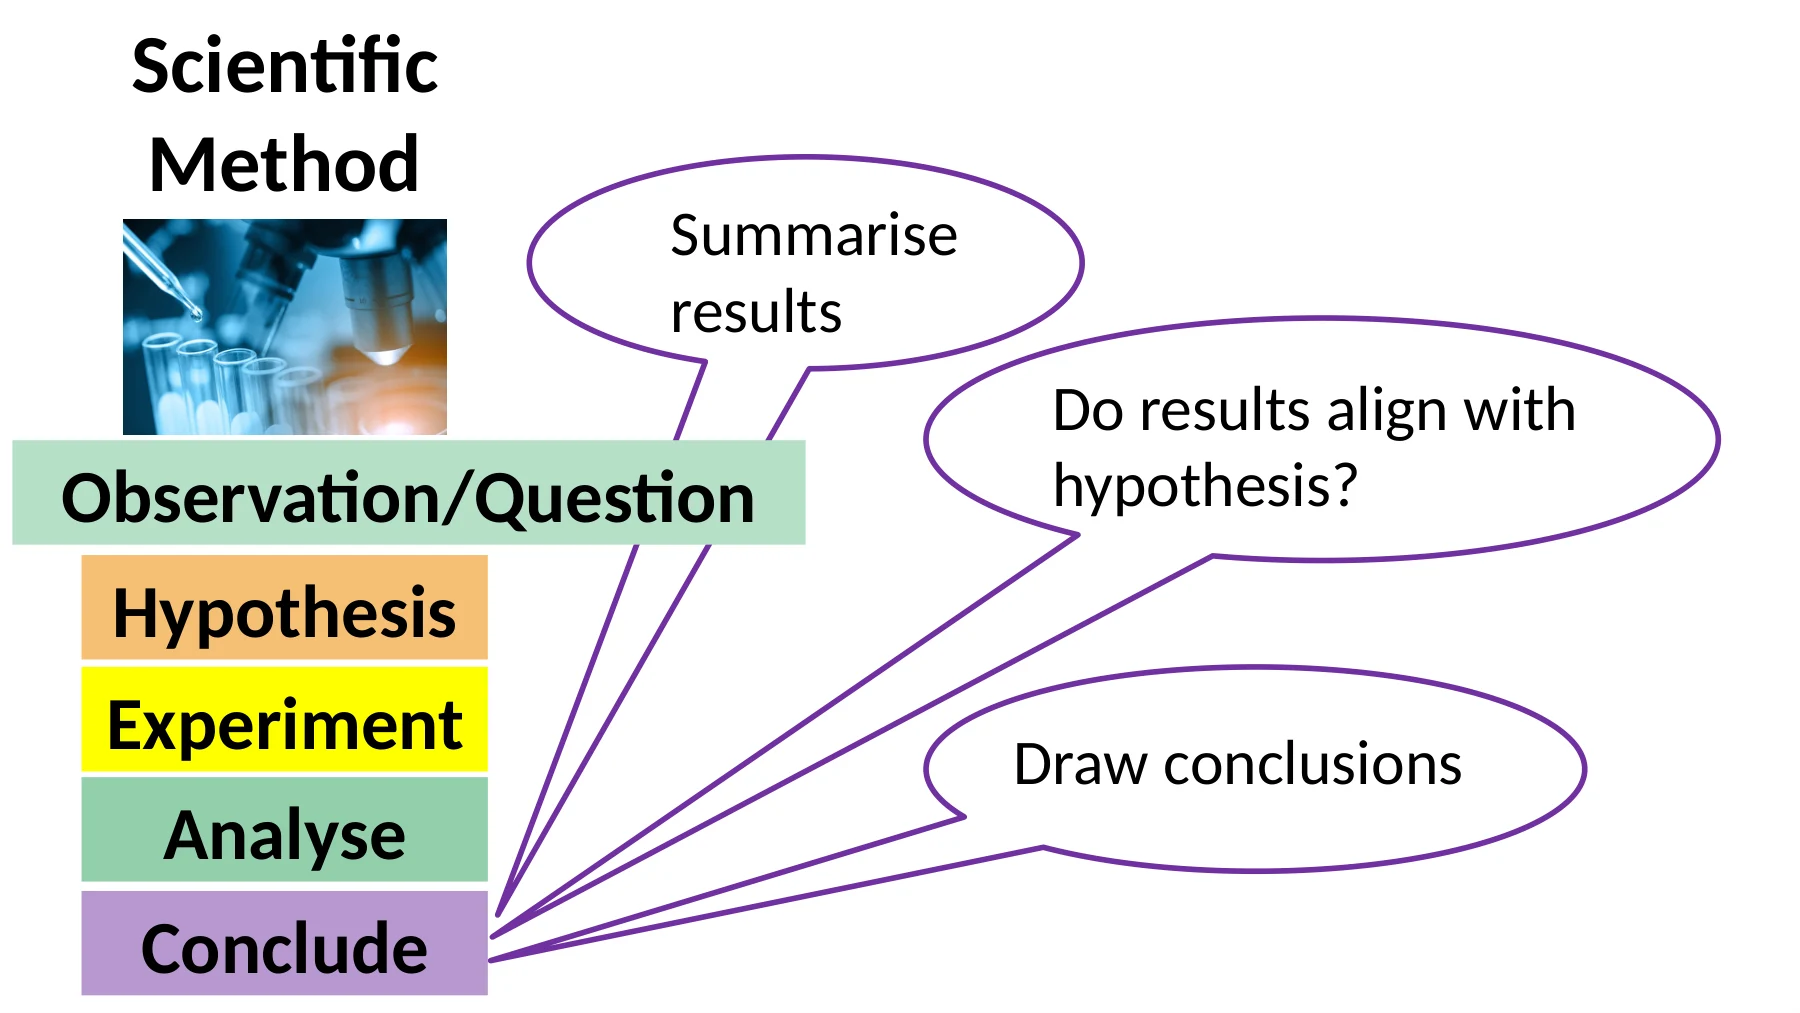 Scientific
Method
Summarise
results
Do results align with
hypothesis?
Observation/Question
Hypothesis
Experiment
Draw conclusions
Analyse
Conclude